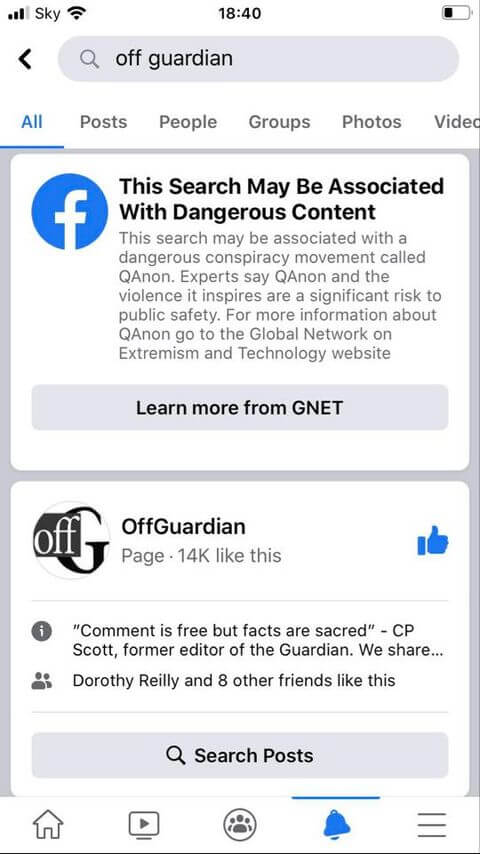 Sky 18:40
off guardian
All Posts People Groups Photos Video
This Search May Be Associated
With Dangerous Content
This search may be associated with a
dangerous conspiracy movement called
QAnon. Experts say QAnon and the
violence it inspires are a significant risk to
public safety. For more information about
QAnon go to the Global Network on
Extremism and Technology website
Learn more from GNET
off G
OffGuardian
Page · 14K like this
"Comment is free but facts are sacred" - CP
Scott, former editor of the Guardian. We share...
Dorothy Reilly and 8 other friends like this
Search Posts